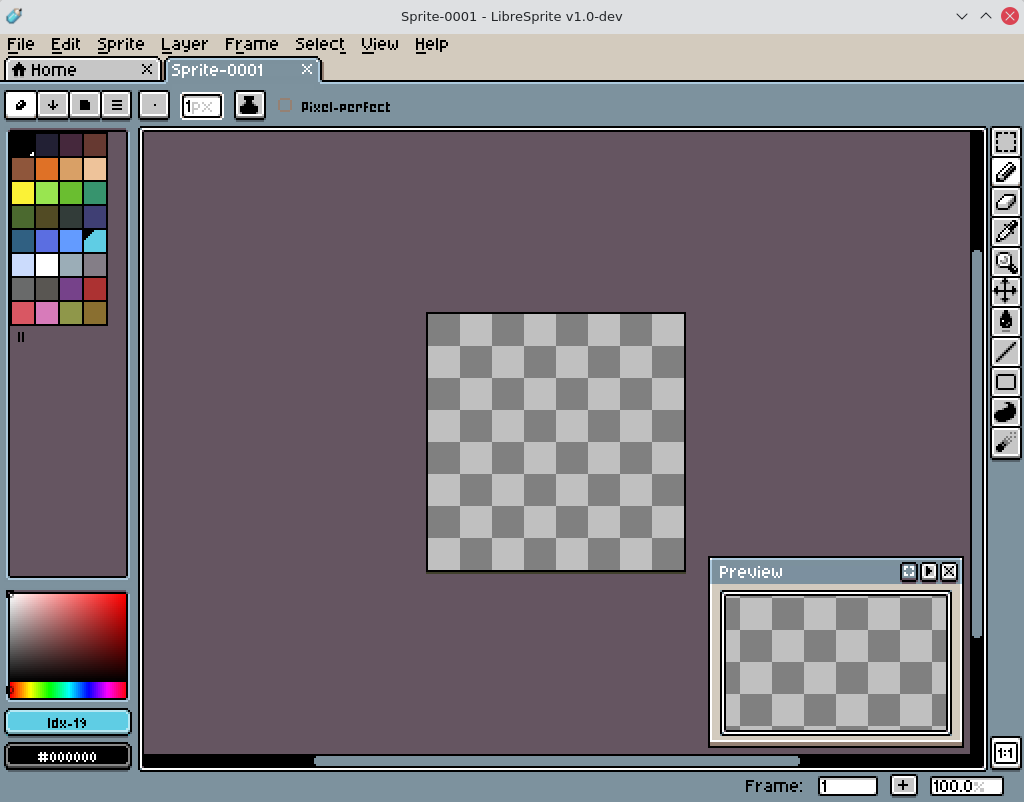 Sprite-0001 - LibreSprite v1.0-dev
File Edit Sprite Layer Frame Select View Help
Home Sprite-0001
1px Pixel-perfect
Preview
Idx-19
#000000
1:1
Frame: 1 + 100.0%